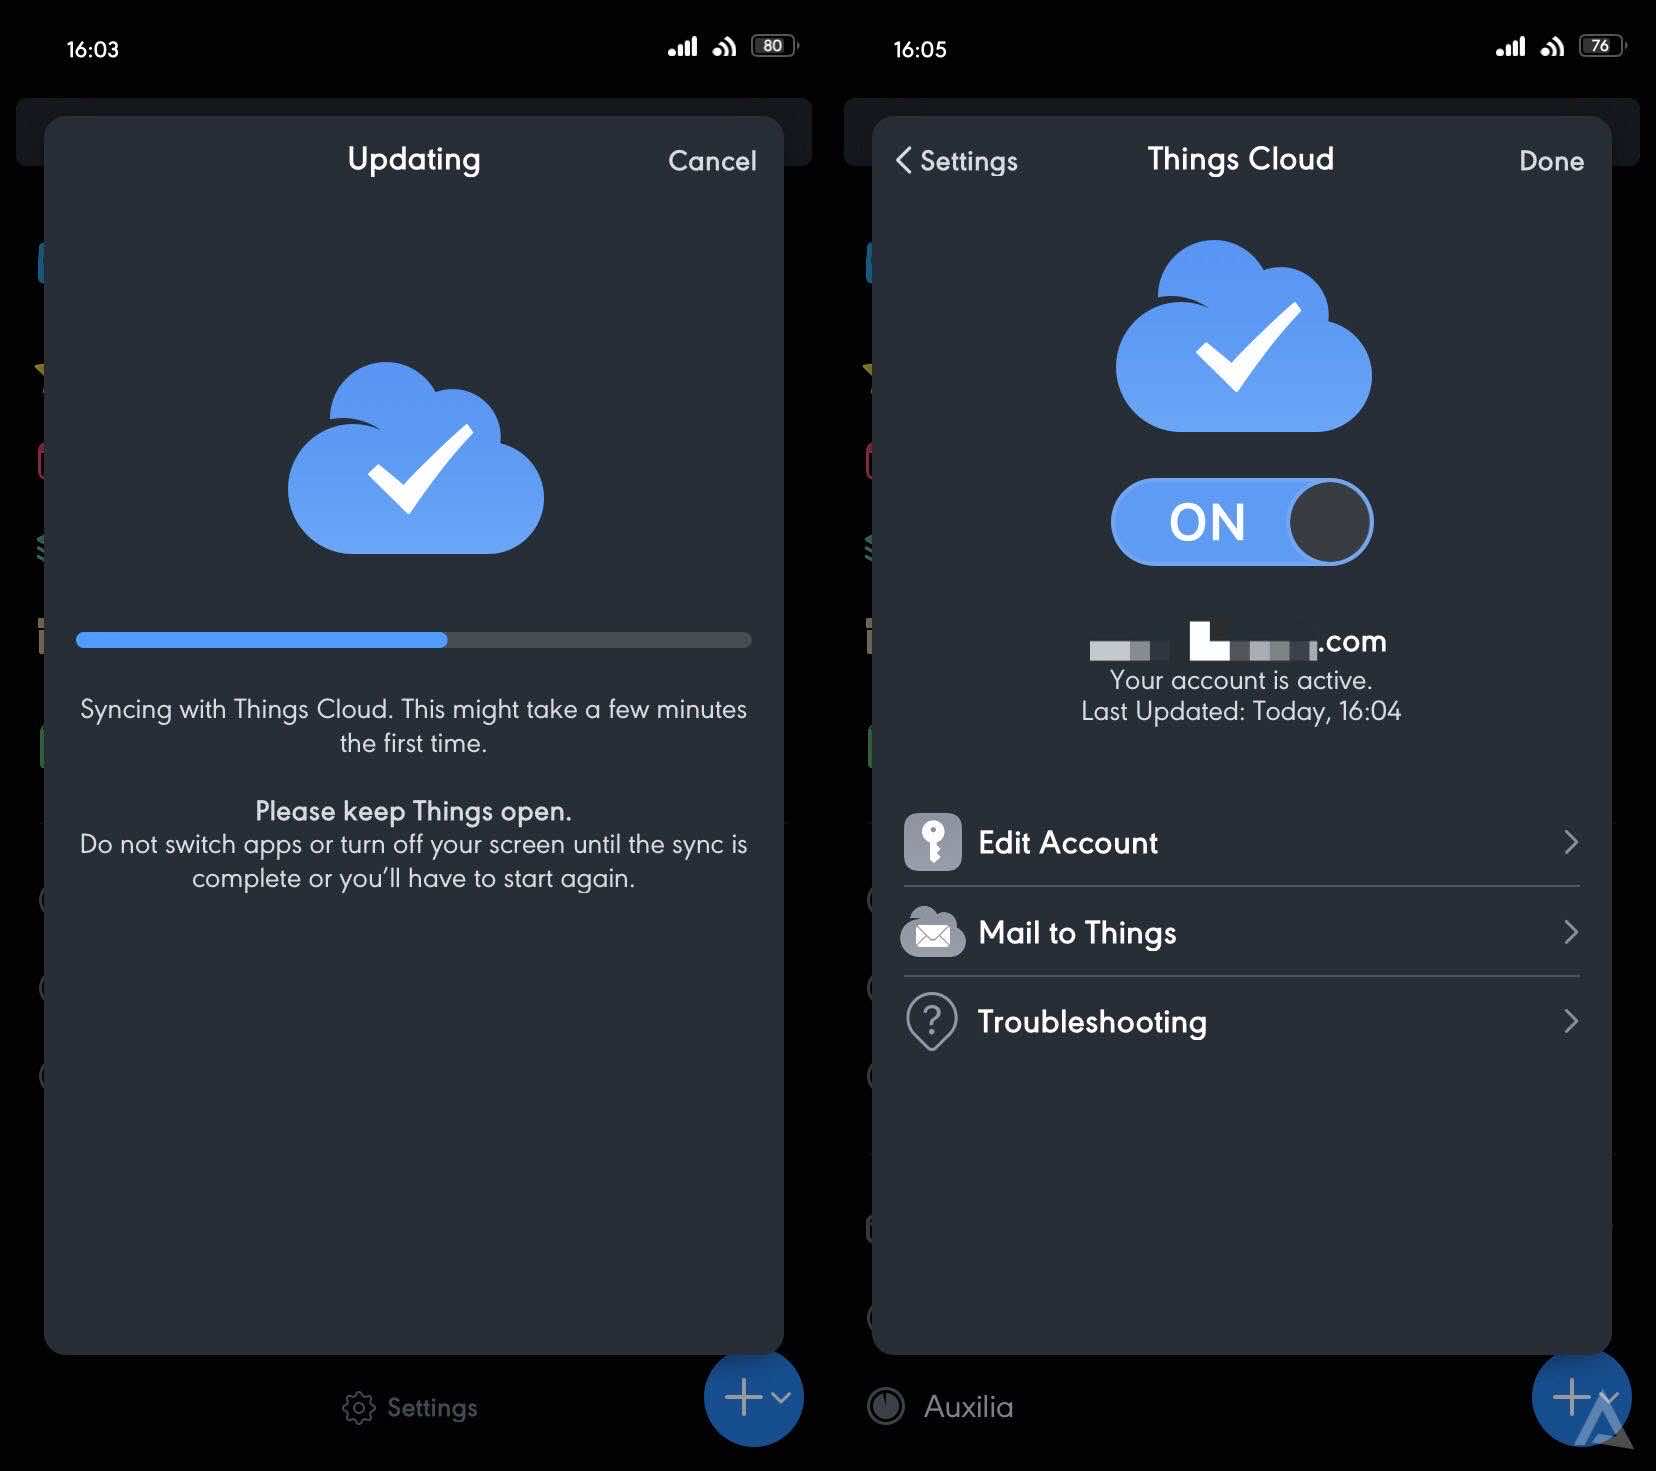 16:03
80
Updating
Cancel
Syncing with Things Cloud. This might take a few minutes
the first time.
Please keep Things open.
Do not switch apps or turn off your screen until the sync is
complete or you'll have to start again.
Settings
16:05
76
Settings
Things Cloud
Done
ON
.com
Your account is active.
Last Updated: Today, 16:04
Edit Account
Mail to Things
Troubleshooting
Auxilia